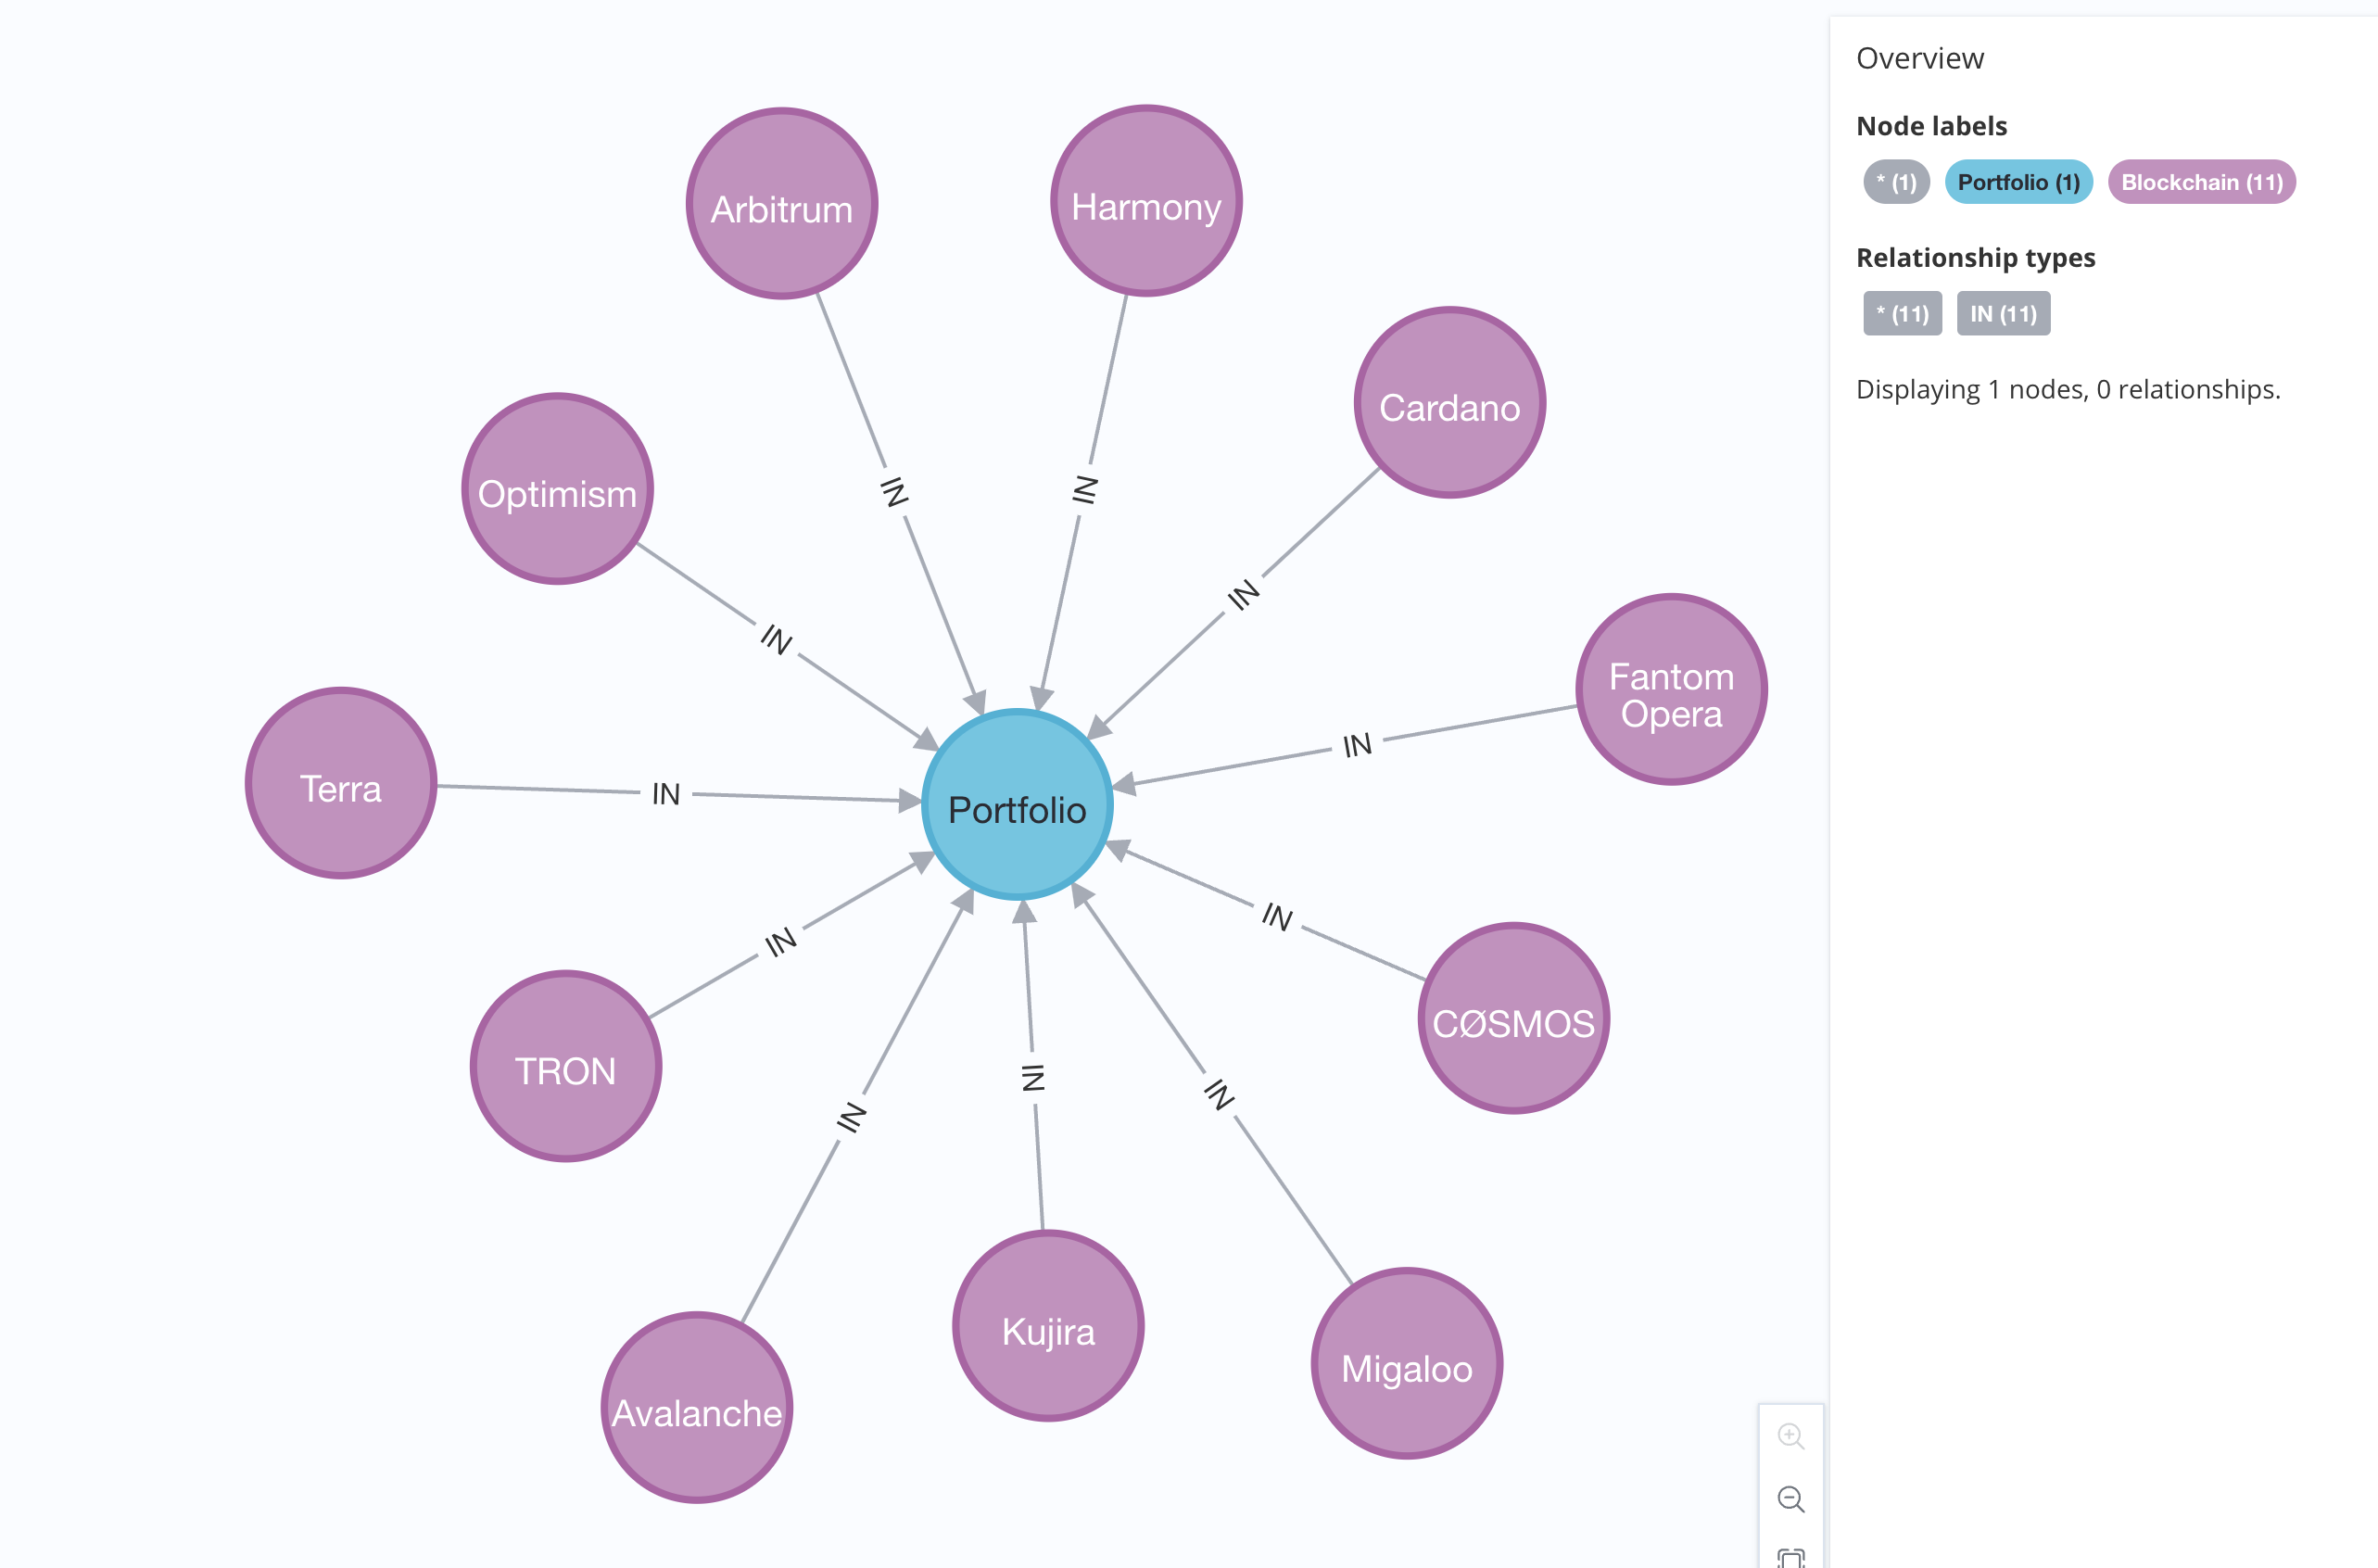 Arbitrum
Harmony
Cardano
Optimism
Fantom
Opera
Terra
Portfolio
CØSMOS
TRON
Kujira
Migaloo
Avalanche
IN
IN
IN
IN
IN
IN
IN
IN
IN
IN
IN
Overview
Node labels
* (1) Portfolio (1) Blockchain (11)
Relationship types
* (11) IN (11)
Displaying 1 nodes, 0 relationships.